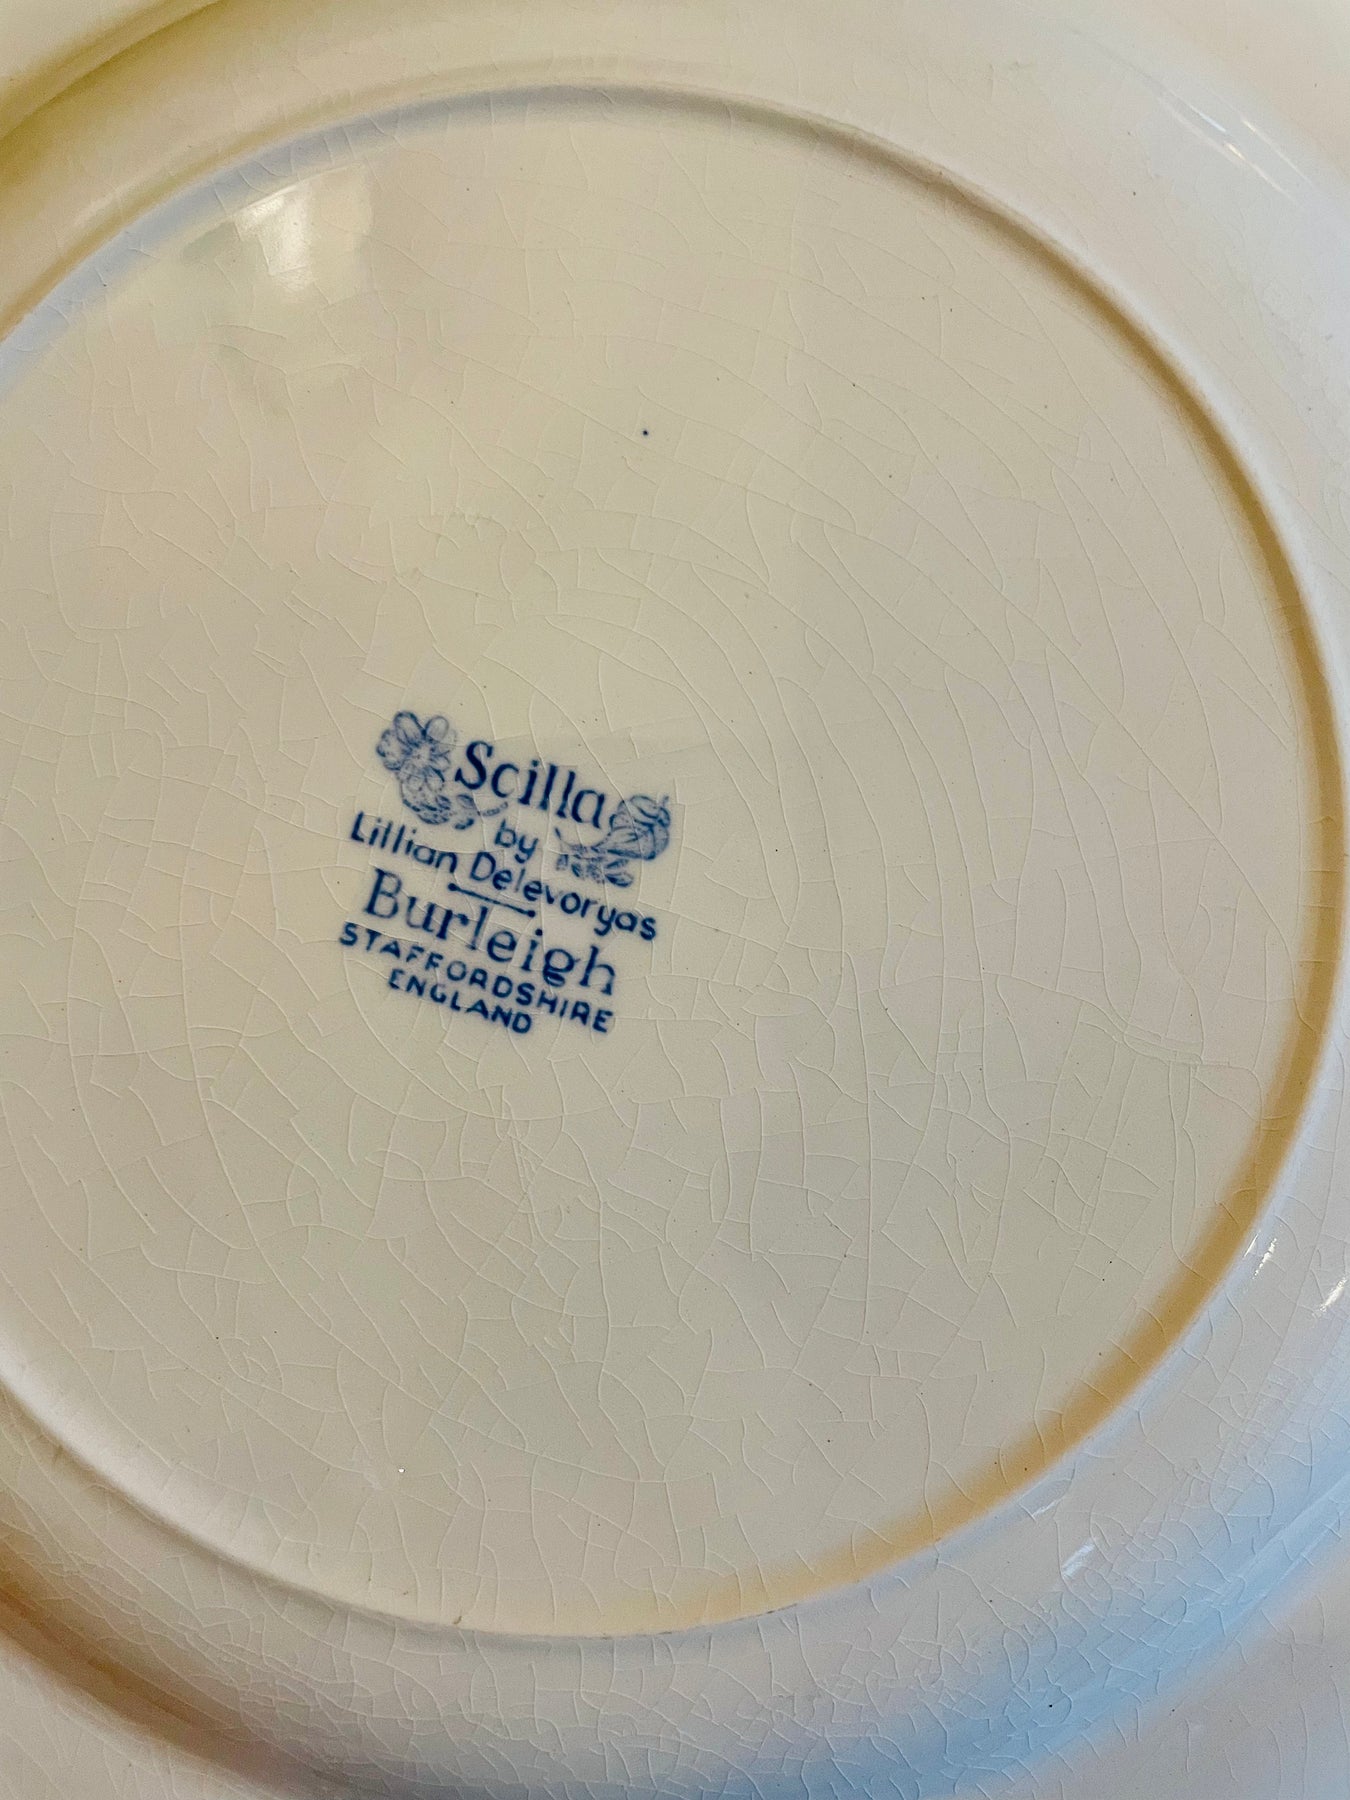 Scilla
by
Lillian Delevoryas
Burleigh
STAFFORDSHIRE
ENGLAND